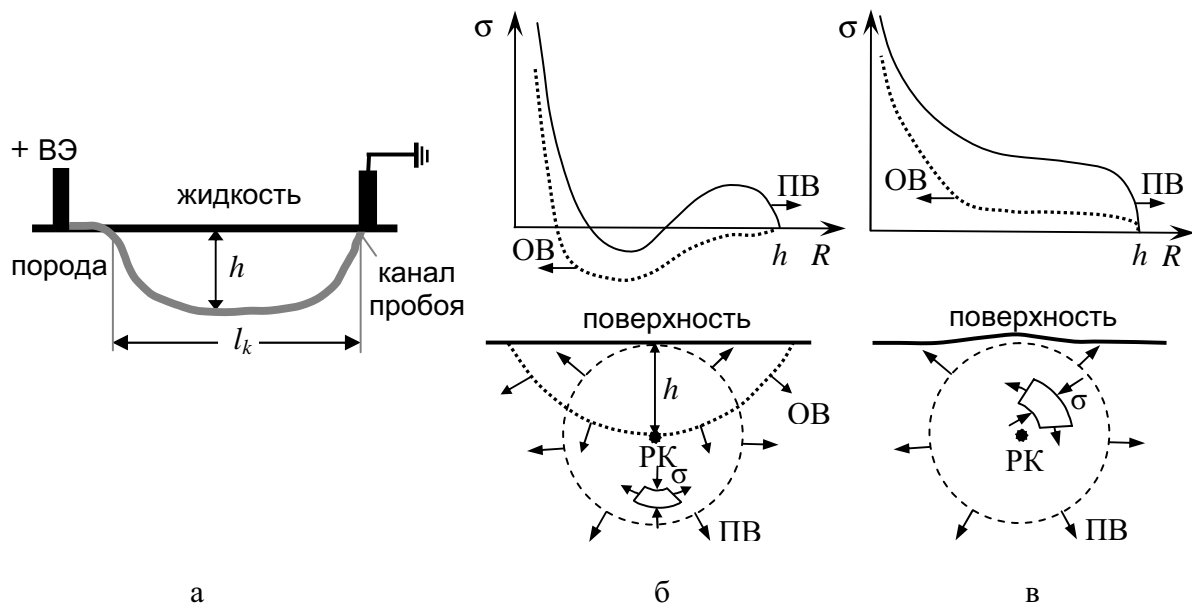 + ВЭ
жидкость
порода
h
канал
пробоя
l_k
а
σ
ПВ
ОВ
h R
поверхность
h
ОВ
РК
σ
ПВ
б
σ
ОВ
ПВ
h R
поверхность
σ
РК
ПВ
в